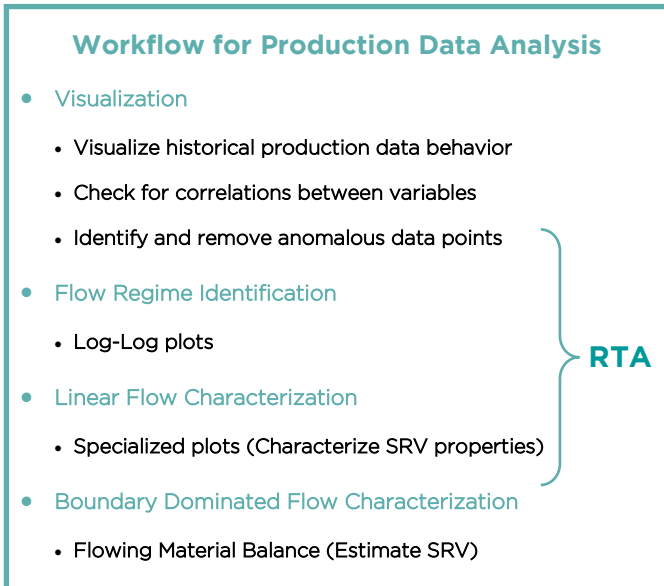 Workflow for Production Data Analysis
• Visualization
• Visualize historical production data behavior
• Check for correlations between variables
• Identify and remove anomalous data points
• Flow Regime Identification
• Log-Log plots
RTA
• Linear Flow Characterization
• Specialized plots (Characterize SRV properties)
• Boundary Dominated Flow Characterization
• Flowing Material Balance (Estimate SRV)